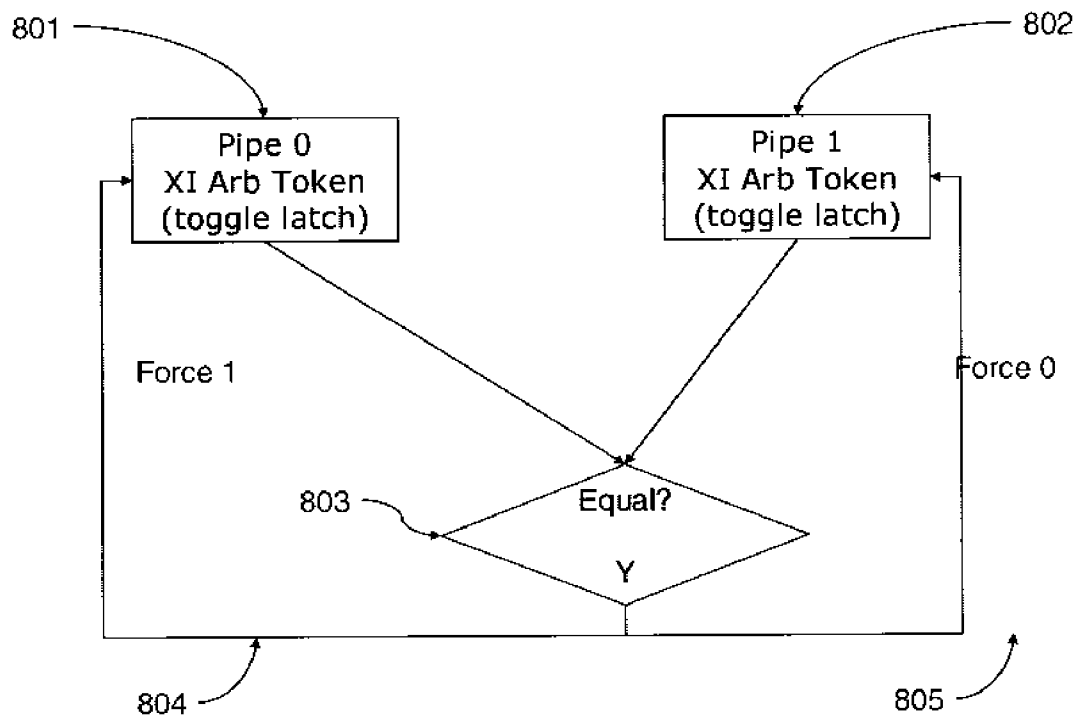 801
802
Pipe 0
XI Arb Token
(toggle latch)
Pipe 1
XI Arb Token
(toggle latch)
Force 1
Force 0
803
Equal?
Y
804
805